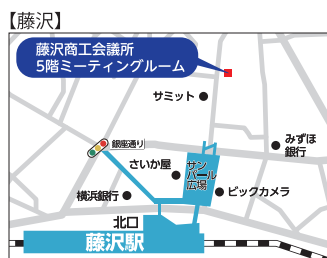 【藤沢】
藤沢商工会議所
5階ミーティングルーム
サミット
銀座通り
みずほ
銀行
さいか屋
サン
パール
広場
横浜銀行
ビックカメラ
北口
藤沢駅